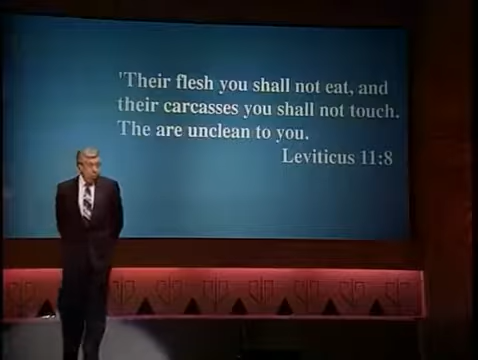 'Their flesh you shall not eat, and
their carcasses you shall not touch.
The are unclean to you.
Leviticus 11:8